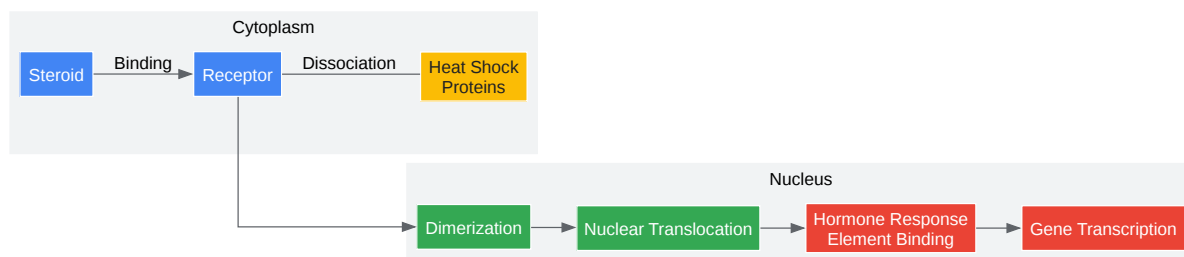 Cytoplasm
Steroid
Binding
Receptor
Dissociation
Heat Shock
Proteins
Nucleus
Dimerization
Nuclear Translocation
Hormone Response
Element Binding
Gene Transcription